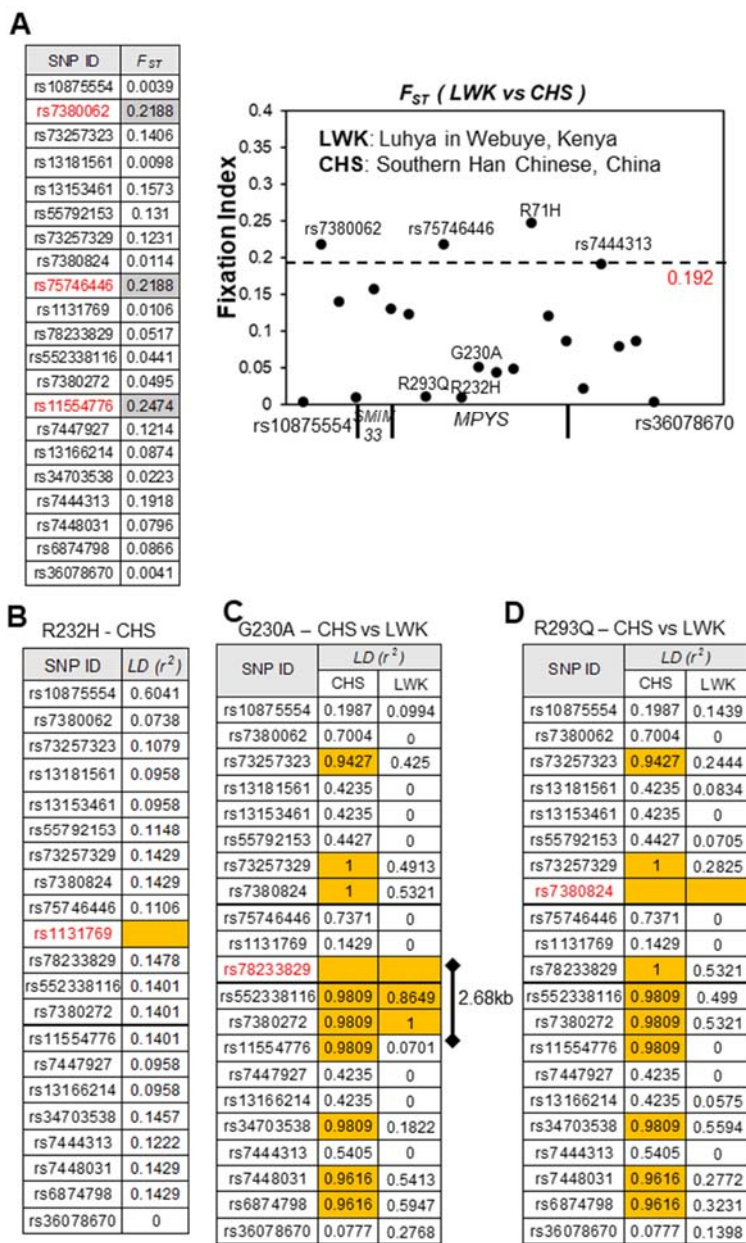 A
SNP ID FST
rs10875554 0.0039
rs7380062 0.2188
rs73257323 0.1406
rs13181561 0.0098
rs13153461 0.1573
rs55792153 0.131
rs73257329 0.1231
rs7380824 0.0114
rs75746446 0.2188
rs1131769 0.0106
rs78233829 0.0517
rs552338116 0.0441
rs7380272 0.0495
rs11554776 0.2474
rs7447927 0.1214
rs13166214 0.0874
rs34703538 0.0223
rs7444313 0.1918
rs7448031 0.0796
rs6874798 0.0866
rs36078670 0.0041
FST ( LWK vs CHS )
Fixation Index
0.4
0.35
0.3
0.25
0.2
0.15
0.1
0.05
0
LWK: Luhya in Webuye, Kenya
CHS: Southern Han Chinese, China
R71H
rs7380062 rs75746446
rs7444313
0.192
G230A
R293Q R232H
rs10875554 SMIM 33 MPYS rs36078670
B
R232H - CHS
SNP ID LD (r²)
rs10875554 0.6041
rs7380062 0.0738
rs73257323 0.1079
rs13181561 0.0958
rs13153461 0.0958
rs55792153 0.1148
rs73257329 0.1429
rs7380824 0.1429
rs75746446 0.1106
rs1131769
rs78233829 0.1478
rs552338116 0.1401
rs7380272 0.1401
rs11554776 0.1401
rs7447927 0.0958
rs13166214 0.0958
rs34703538 0.1457
rs7444313 0.1222
rs7448031 0.1429
rs6874798 0.1429
rs36078670 0
C
G230A – CHS vs LWK
SNP ID LD (r²)
CHS LWK
rs10875554 0.1987 0.0994
rs7380062 0.7004 0
rs73257323 0.9427 0.425
rs13181561 0.4235 0
rs13153461 0.4235 0
rs55792153 0.4427 0
rs73257329 1 0.4913
rs7380824 1 0.5321
rs75746446 0.7371 0
rs1131769 0.1429 0
rs78233829
rs552338116 0.9809 0.8649
rs7380272 0.9809 1
rs11554776 0.9809 0.0701
rs7447927 0.4235 0
rs13166214 0.4235 0
rs34703538 0.9809 0.1822
rs7444313 0.5405 0
rs7448031 0.9616 0.5413
rs6874798 0.9616 0.5947
rs36078670 0.0777 0.2768
2.68kb
D
R293Q – CHS vs LWK
SNP ID LD (r²)
CHS LWK
rs10875554 0.1987 0.1439
rs7380062 0.7004 0
rs73257323 0.9427 0.2444
rs13181561 0.4235 0.0834
rs13153461 0.4235 0
rs55792153 0.4427 0.0705
rs73257329 1 0.2825
rs7380824
rs75746446 0.7371 0
rs1131769 0.1429 0
rs78233829 1 0.5321
rs552338116 0.9809 0.499
rs7380272 0.9809 0.5321
rs11554776 0.9809 0
rs7447927 0.4235 0
rs13166214 0.4235 0.0575
rs34703538 0.9809 0.5594
rs7444313 0.5405 0
rs7448031 0.9616 0.2772
rs6874798 0.9616 0.3231
rs36078670 0.0777 0.1398